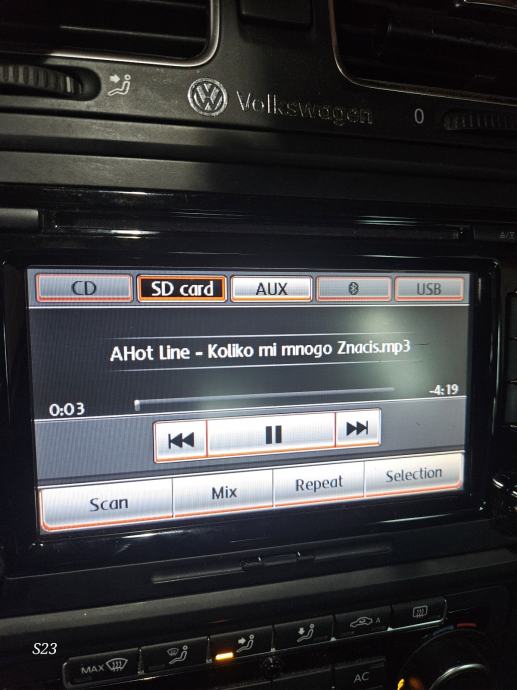 Volkswagen
0
CD SD card AUX USB
AHot Line - Koliko mi mnogo Znacis.mp3
0:03 -4:19
Scan Mix Repeat Selection
S23
A
MAX
AC